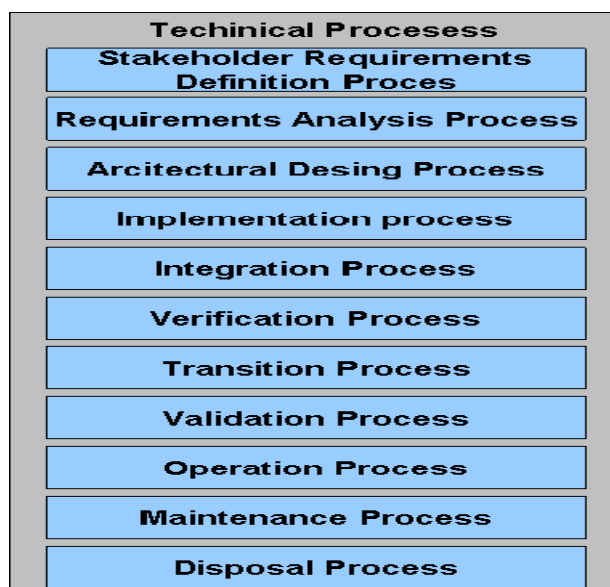 Techinical Procesess
Stakeholder Requirements
Definition Proces
Requirements Analysis Process
Arcitectural Desing Process
Implementation process
Integration Process
Verification Process
Transition Process
Validation Process
Operation Process
Maintenance Process
Disposal Process